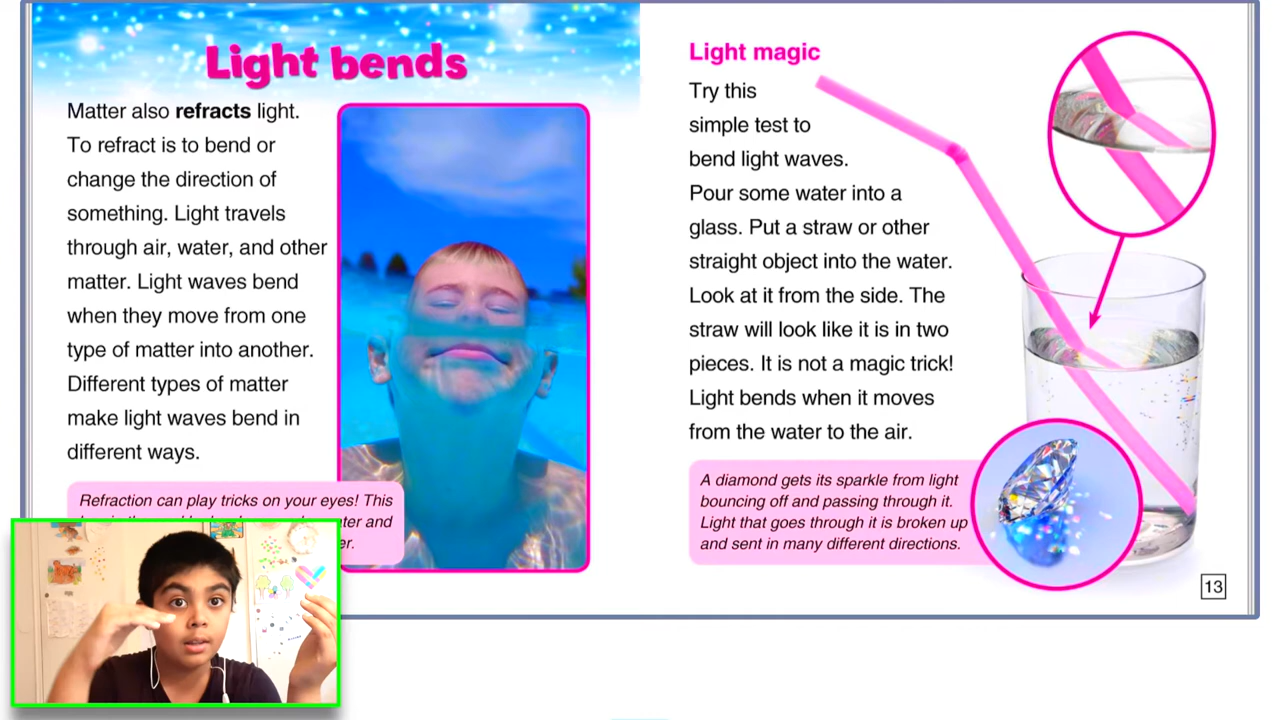 Light bends
Matter also refracts light.
To refract is to bend or
change the direction of
something. Light travels
through air, water, and other
matter. Light waves bend
when they move from one
type of matter into another.
Different types of matter
make light waves bend in
different ways.
Refraction can play tricks on your eyes! This
and
Light magic
Try this
simple test to
bend light waves.
Pour some water into a
glass. Put a straw or other
straight object into the water.
Look at it from the side. The
straw will look like it is in two
pieces. It is not a magic trick!
Light bends when it moves
from the water to the air.
A diamond gets its sparkle from light
bouncing off and passing through it.
Light that goes through it is broken up
and sent in many different directions.
13